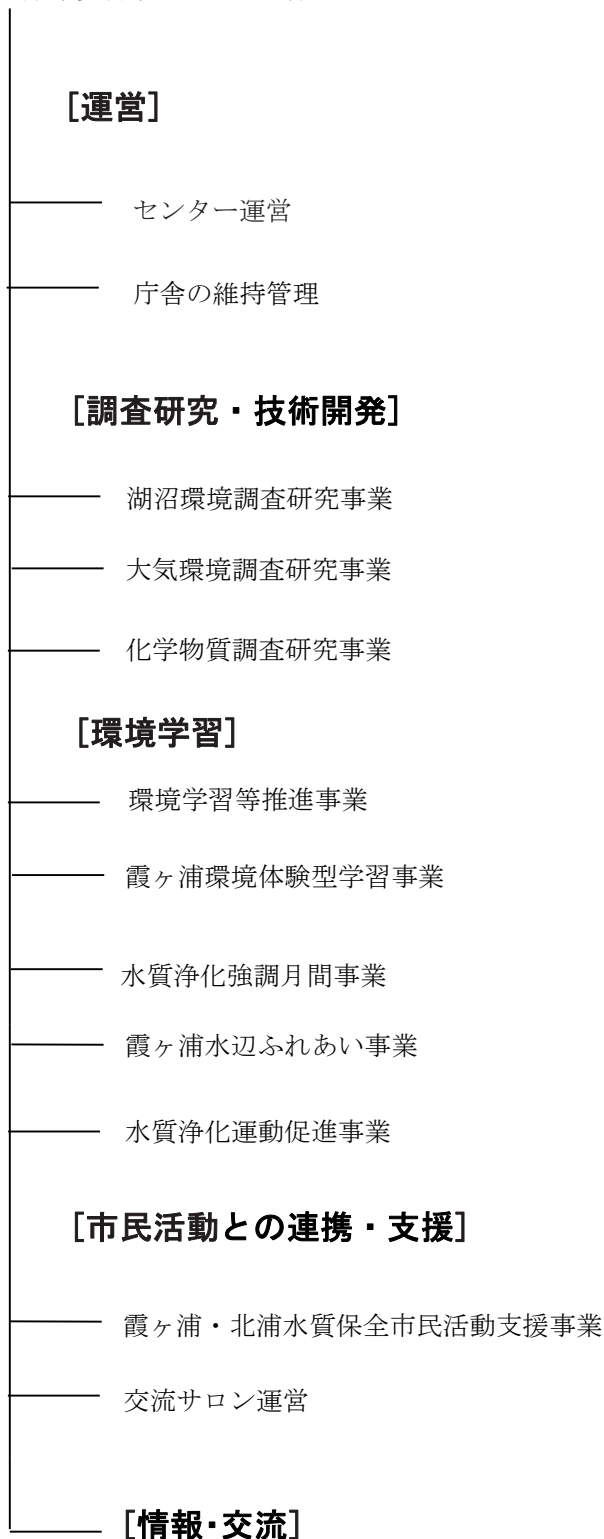 [運営]
センター運営
庁舎の維持管理
[調査研究・技術開発]
湖沼環境調査研究事業
大気環境調査研究事業
化学物質調査研究事業
[環境学習]
環境学習等推進事業
霞ヶ浦環境体験型学習事業
水質浄化強調月間事業
霞ヶ浦水辺ふれあい事業
水質浄化運動促進事業
[市民活動との連携・支援]
霞ヶ浦・北浦水質保全市民活動支援事業
交流サロン運営
[情報・交流]